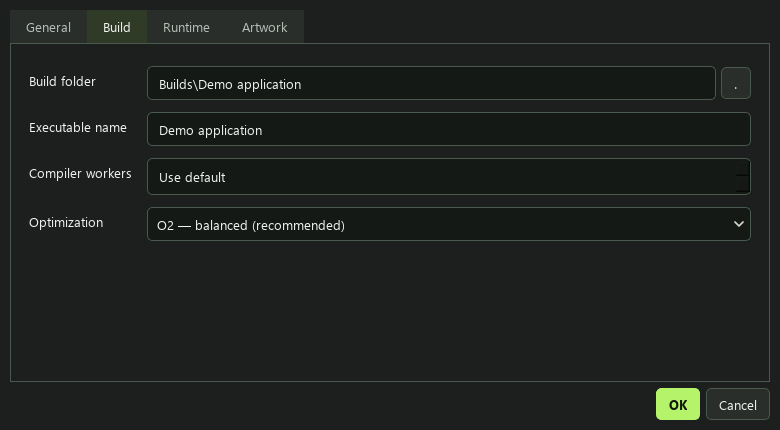 General Build Runtime Artwork
Build folder Builds\Demo application .
Executable name Demo application
Compiler workers Use default
Optimization O2 — balanced (recommended)
OK Cancel